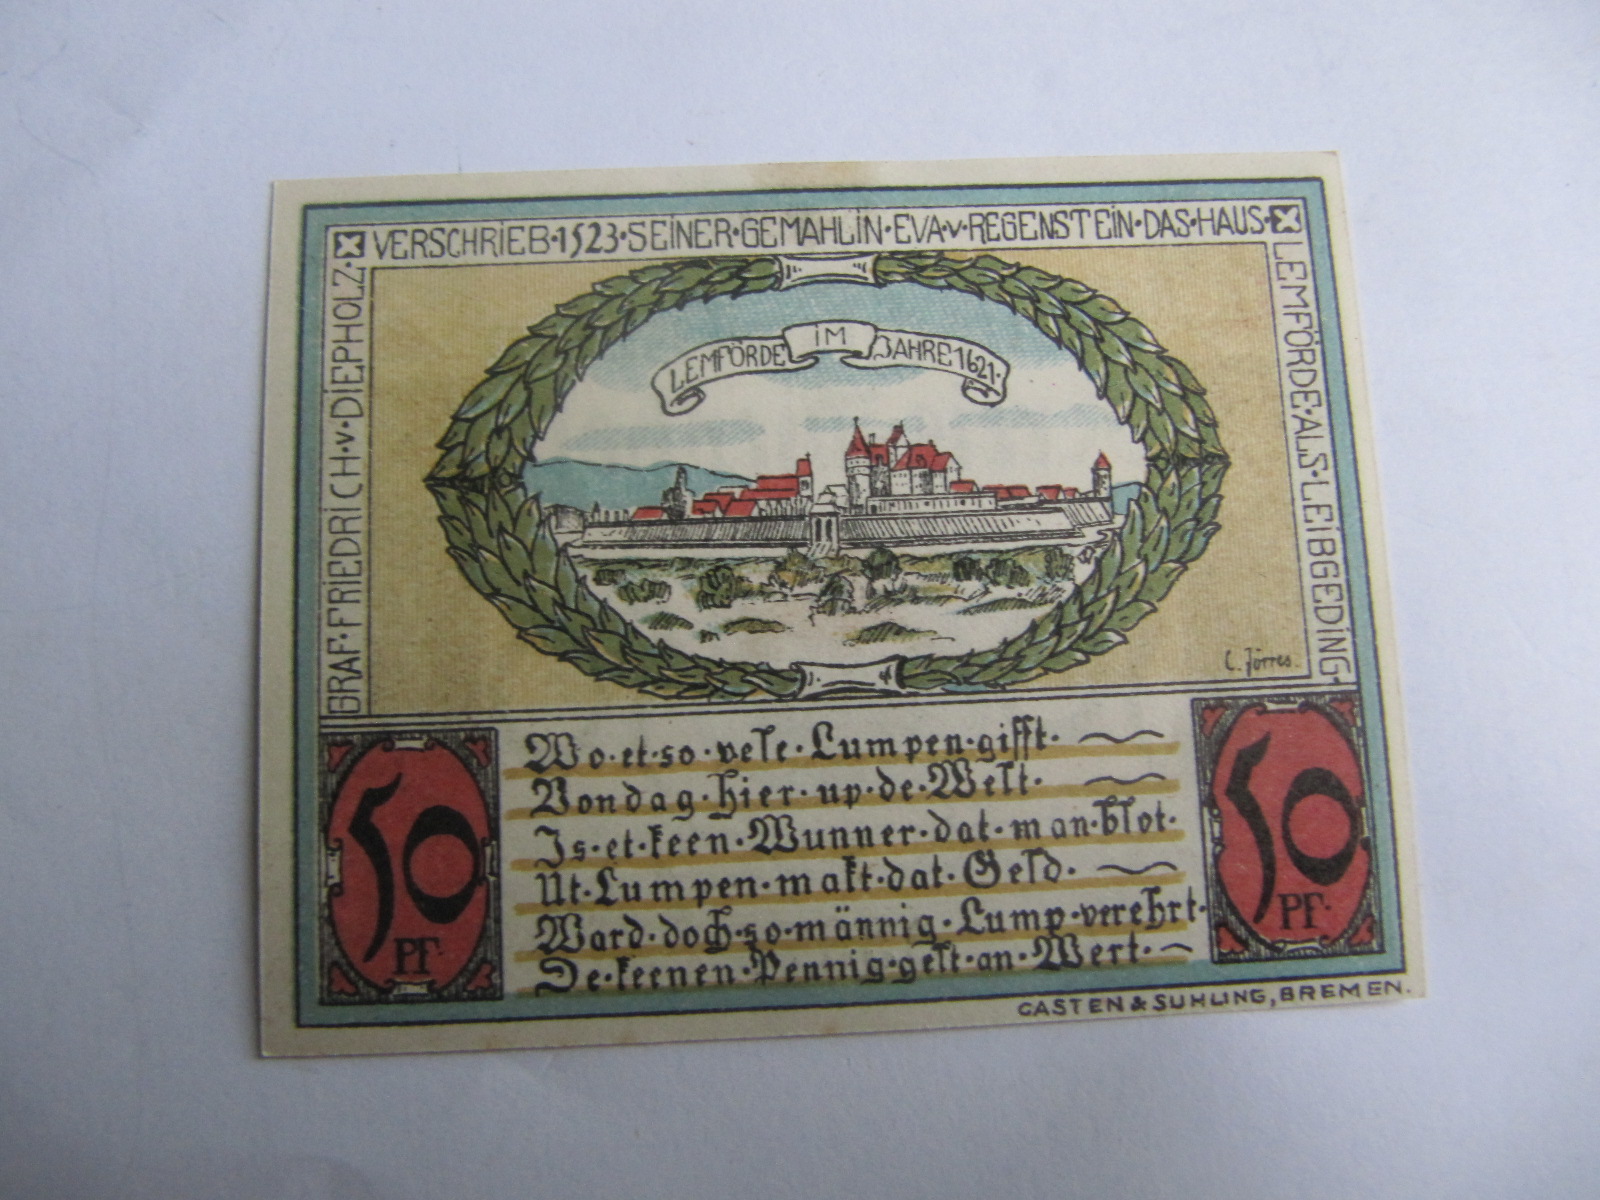 GRAF·FRIEDRICH·v·DIEPHOLZ·
VERSCHRIEB·1523·SEINER·GEMAHLIN·EVA·v·REGENSTEIN·DAS·HAUS·
LEMFÖRDE·ALS·LEIBGEDING·
LEMFÖRDE IM JAHRE 1621·
C. Jörres.
50 PF·
Wo·et·so·vele·Lumpen·gifft·
Vondag·hier·up·de·Welt·
Is·et·keen·Wunner·dat·man·blot·
Ut·Lumpen·makt·dat·Geld·
Ward·doch·so·männig·Lump·verehrt·
De·keenen·Pennig·gelt·an·Wert·
50 PF·
GASTEN & SUHLING, BREMEN.